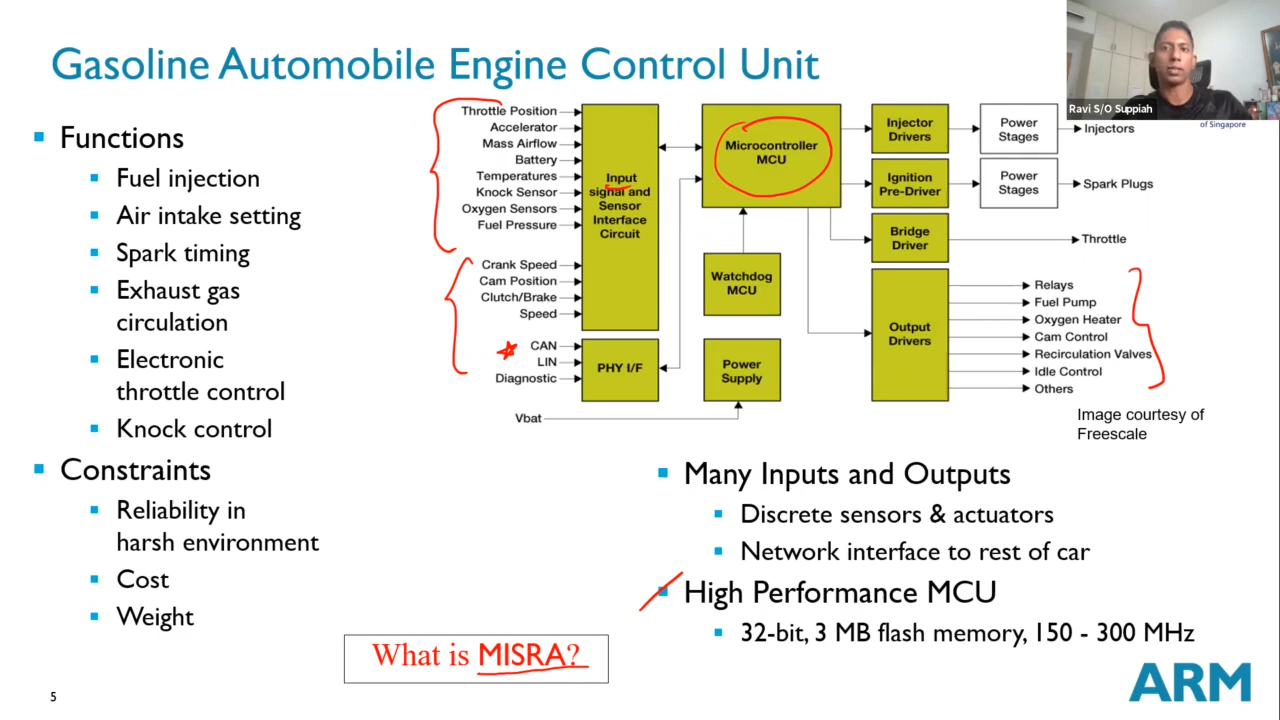 Gasoline Automobile Engine Control Unit
Ravi S/O Suppiah
of Singapore
Functions
Fuel injection
Air intake setting
Spark timing
Exhaust gas
circulation
Electronic
throttle control
Knock control
Constraints
Reliability in
harsh environment
Cost
Weight
Throttle Position
Accelerator
Mass Airflow
Battery
Temperatures
Knock Sensor
Oxygen Sensors
Fuel Pressure
Crank Speed
Cam Position
Clutch/Brake
Speed
CAN
LIN
Diagnostic
Vbat
Input
signal and
Sensor
Interface
Circuit
PHY I/F
Microcontroller
MCU
Watchdog
MCU
Power
Supply
Injector
Drivers
Ignition
Pre-Driver
Bridge
Driver
Output
Drivers
Power
Stages
Power
Stages
Injectors
Spark Plugs
Throttle
Relays
Fuel Pump
Oxygen Heater
Cam Control
Recirculation Valves
Idle Control
Others
Image courtesy of
Freescale
Many Inputs and Outputs
Discrete sensors & actuators
Network interface to rest of car
High Performance MCU
32-bit, 3 MB flash memory, 150 - 300 MHz
What is MISRA?
5
ARM